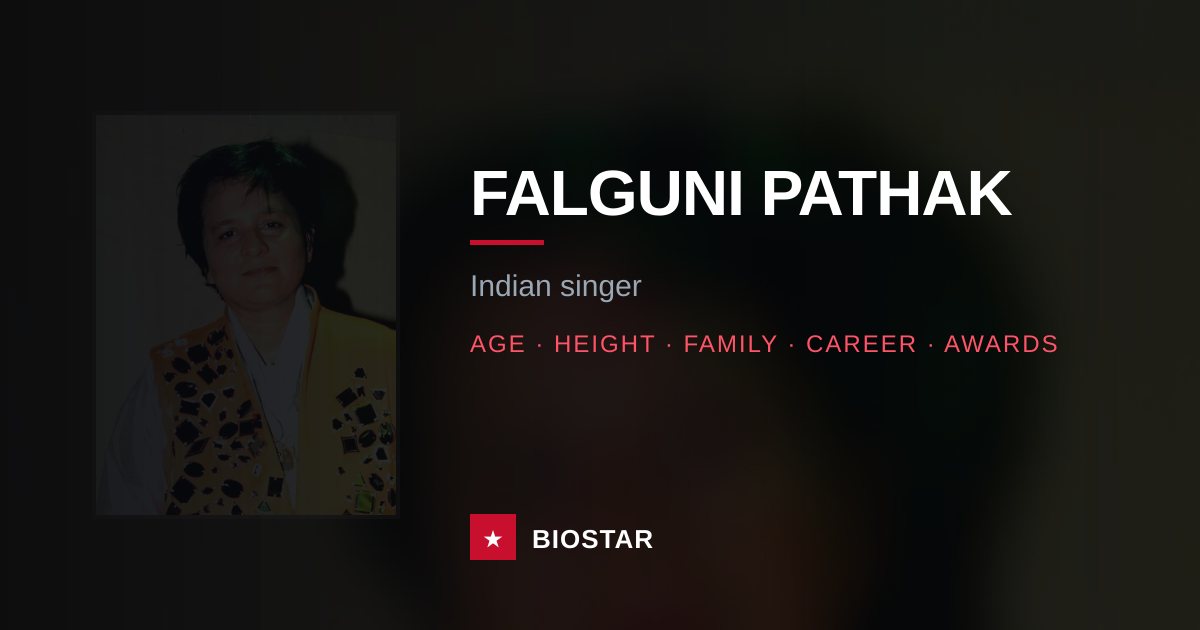 FALGUNI PATHAK
Indian singer
AGE · HEIGHT · FAMILY · CAREER · AWARDS
BIOSTAR